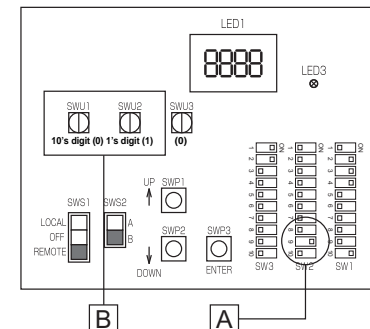 LED1
8888
LED3
SWU1 SWU2 SWU3
10's digit (0) 1's digit (1) (0)
SWS1 SWS2
LOCAL
OFF
REMOTE
A
B
UP SWP1
SWP2 SWP3
DOWN ENTER
ON ON ON
1 2 3 4 5 6 7 8 9 10
1 2 3 4 5 6 7 8 9 10
1 2 3 4 5 6 7 8 9 10
SW3 SW2 SW1
B A